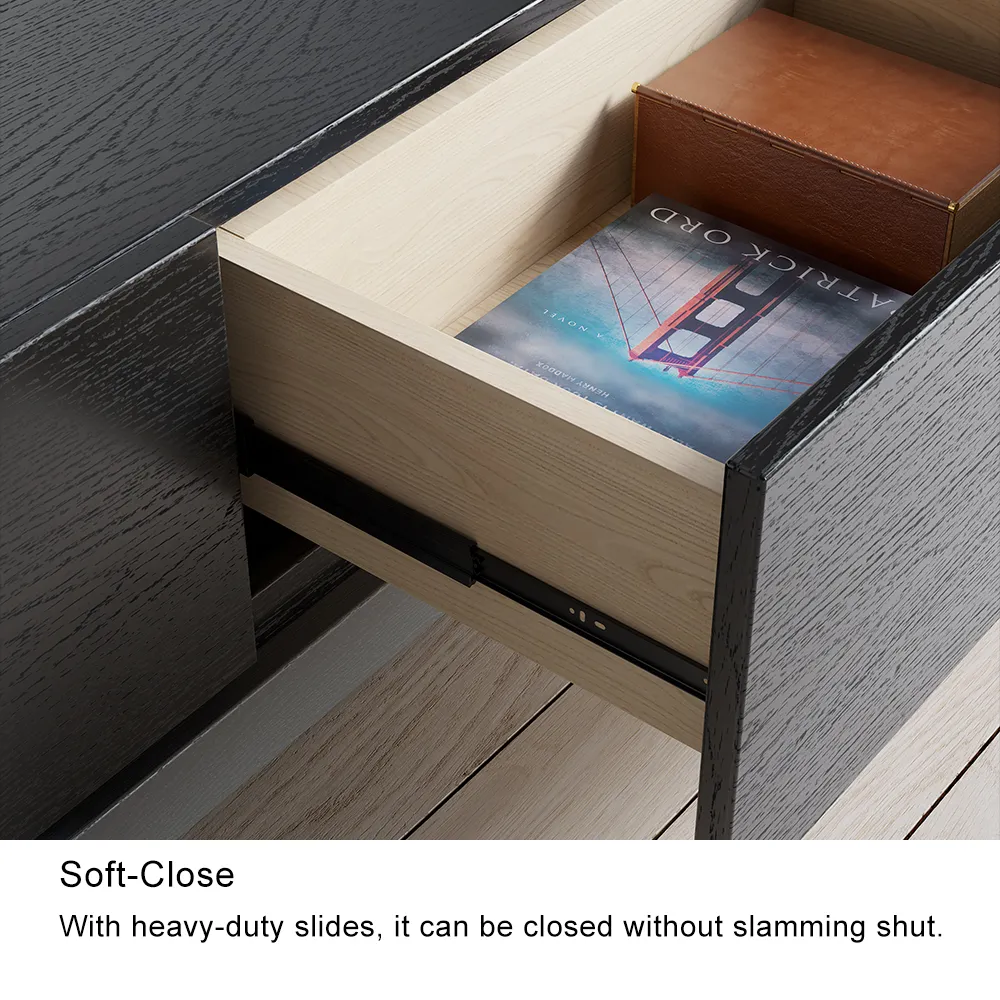 ATRICK ORD
A NOVEL
HENRY MADDOX
Soft-Close
With heavy-duty slides, it can be closed without slamming shut.